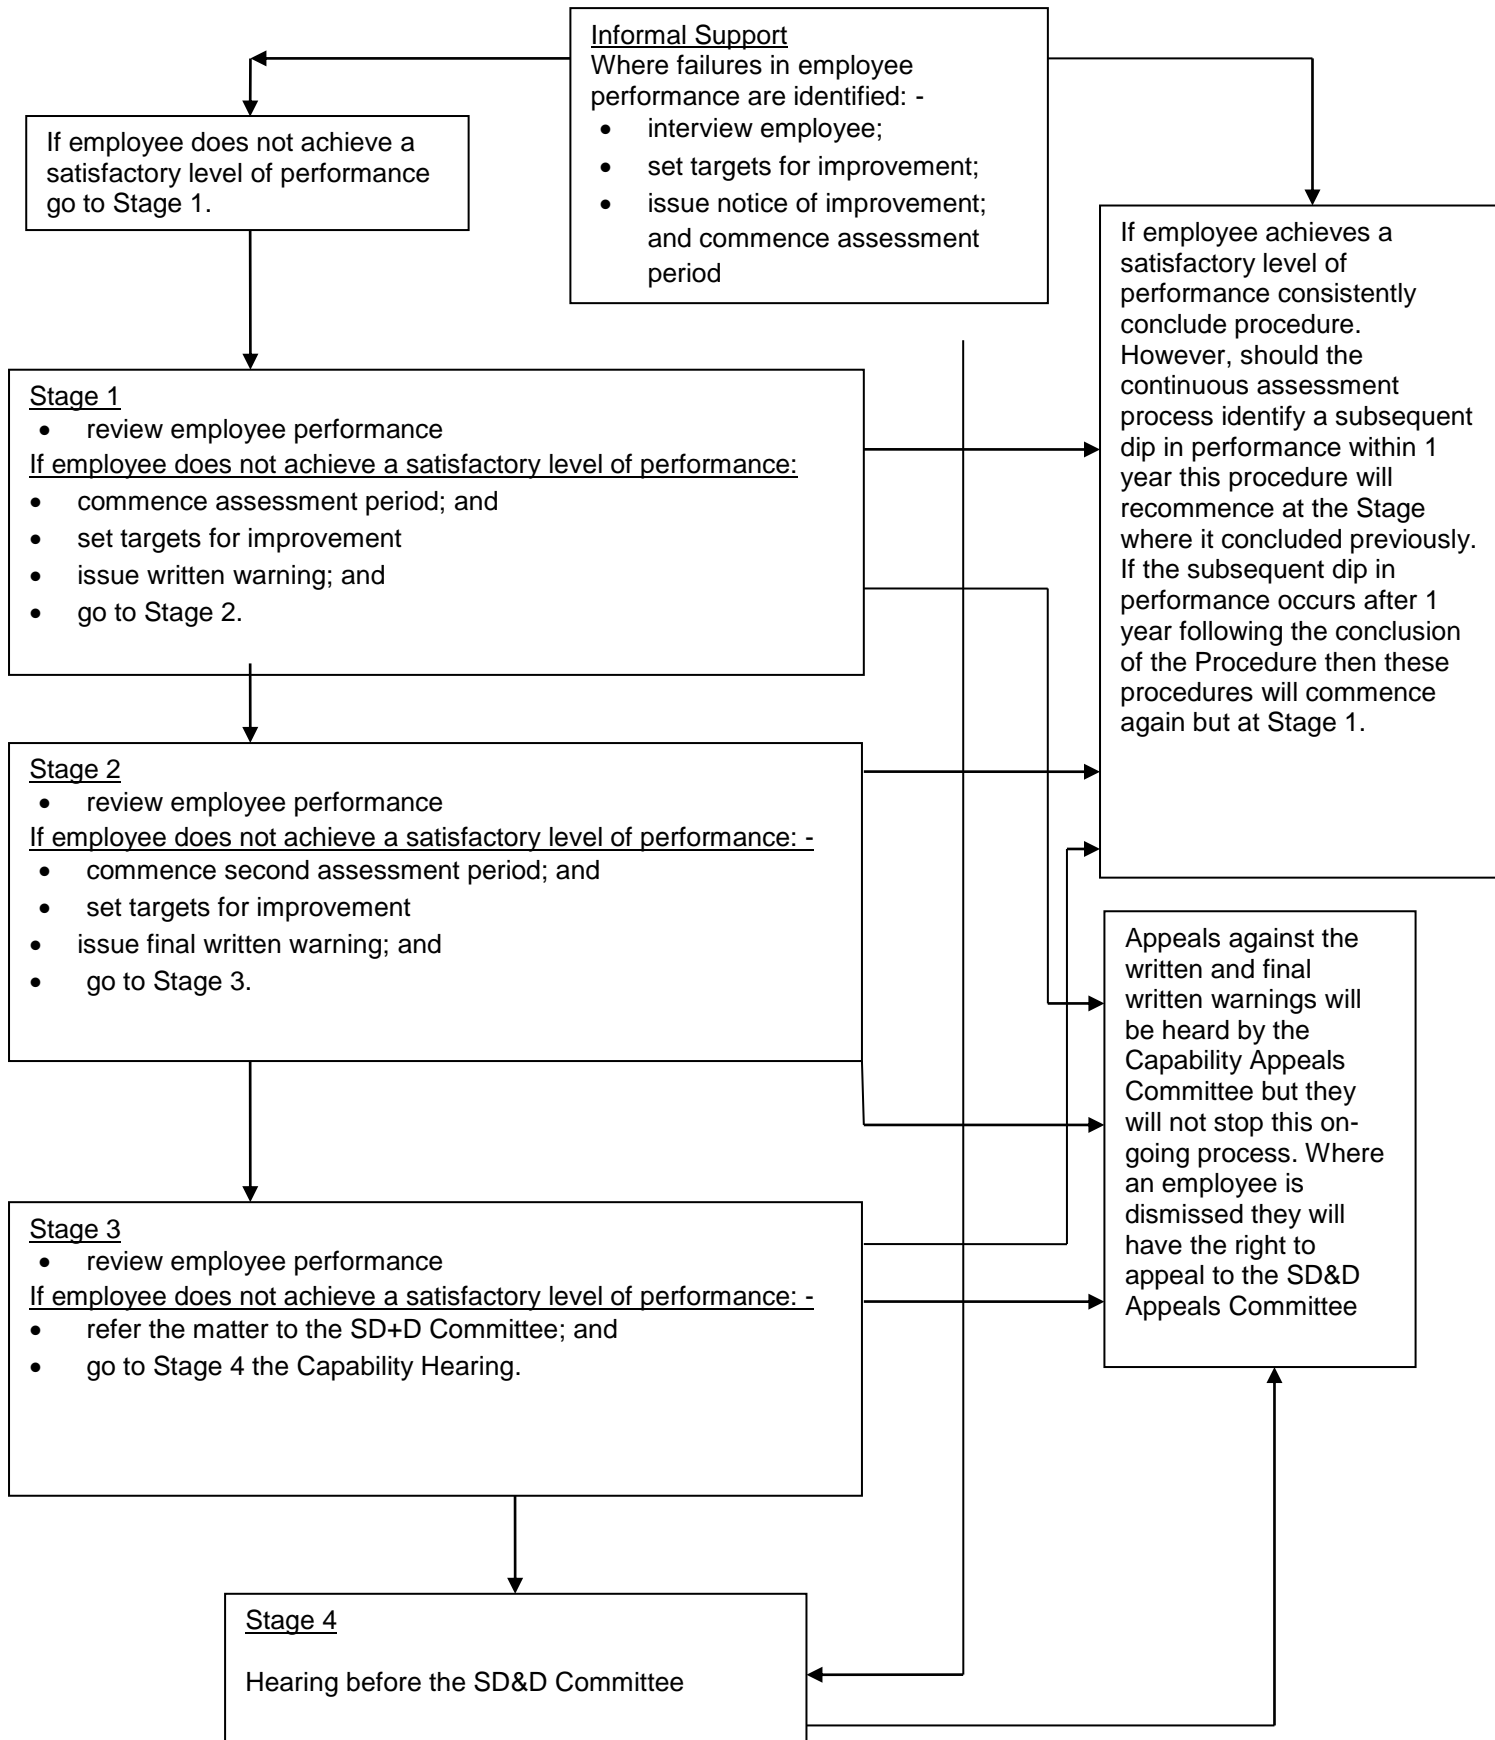 Informal Support
Where failures in employee
performance are identified: -
• interview employee;
• set targets for improvement;
• issue notice of improvement;
and commence assessment
period
If employee does not achieve a
satisfactory level of performance
go to Stage 1.
If employee achieves a
satisfactory level of
performance consistently
conclude procedure.
However, should the
continuous assessment
process identify a subsequent
dip in performance within 1
year this procedure will
recommence at the Stage
where it concluded previously.
If the subsequent dip in
performance occurs after 1
year following the conclusion
of the Procedure then these
procedures will commence
again but at Stage 1.
Stage 1
• review employee performance
If employee does not achieve a satisfactory level of performance:
• commence assessment period; and
• set targets for improvement
• issue written warning; and
• go to Stage 2.
Stage 2
• review employee performance
If employee does not achieve a satisfactory level of performance: -
• commence second assessment period; and
• set targets for improvement
• issue final written warning; and
• go to Stage 3.
Appeals against the
written and final
written warnings will
be heard by the
Capability Appeals
Committee but they
will not stop this on-
going process. Where
an employee is
dismissed they will
have the right to
appeal to the SD&D
Appeals Committee
Stage 3
• review employee performance
If employee does not achieve a satisfactory level of performance: -
• refer the matter to the SD+D Committee; and
• go to Stage 4 the Capability Hearing.
Stage 4
Hearing before the SD&D Committee